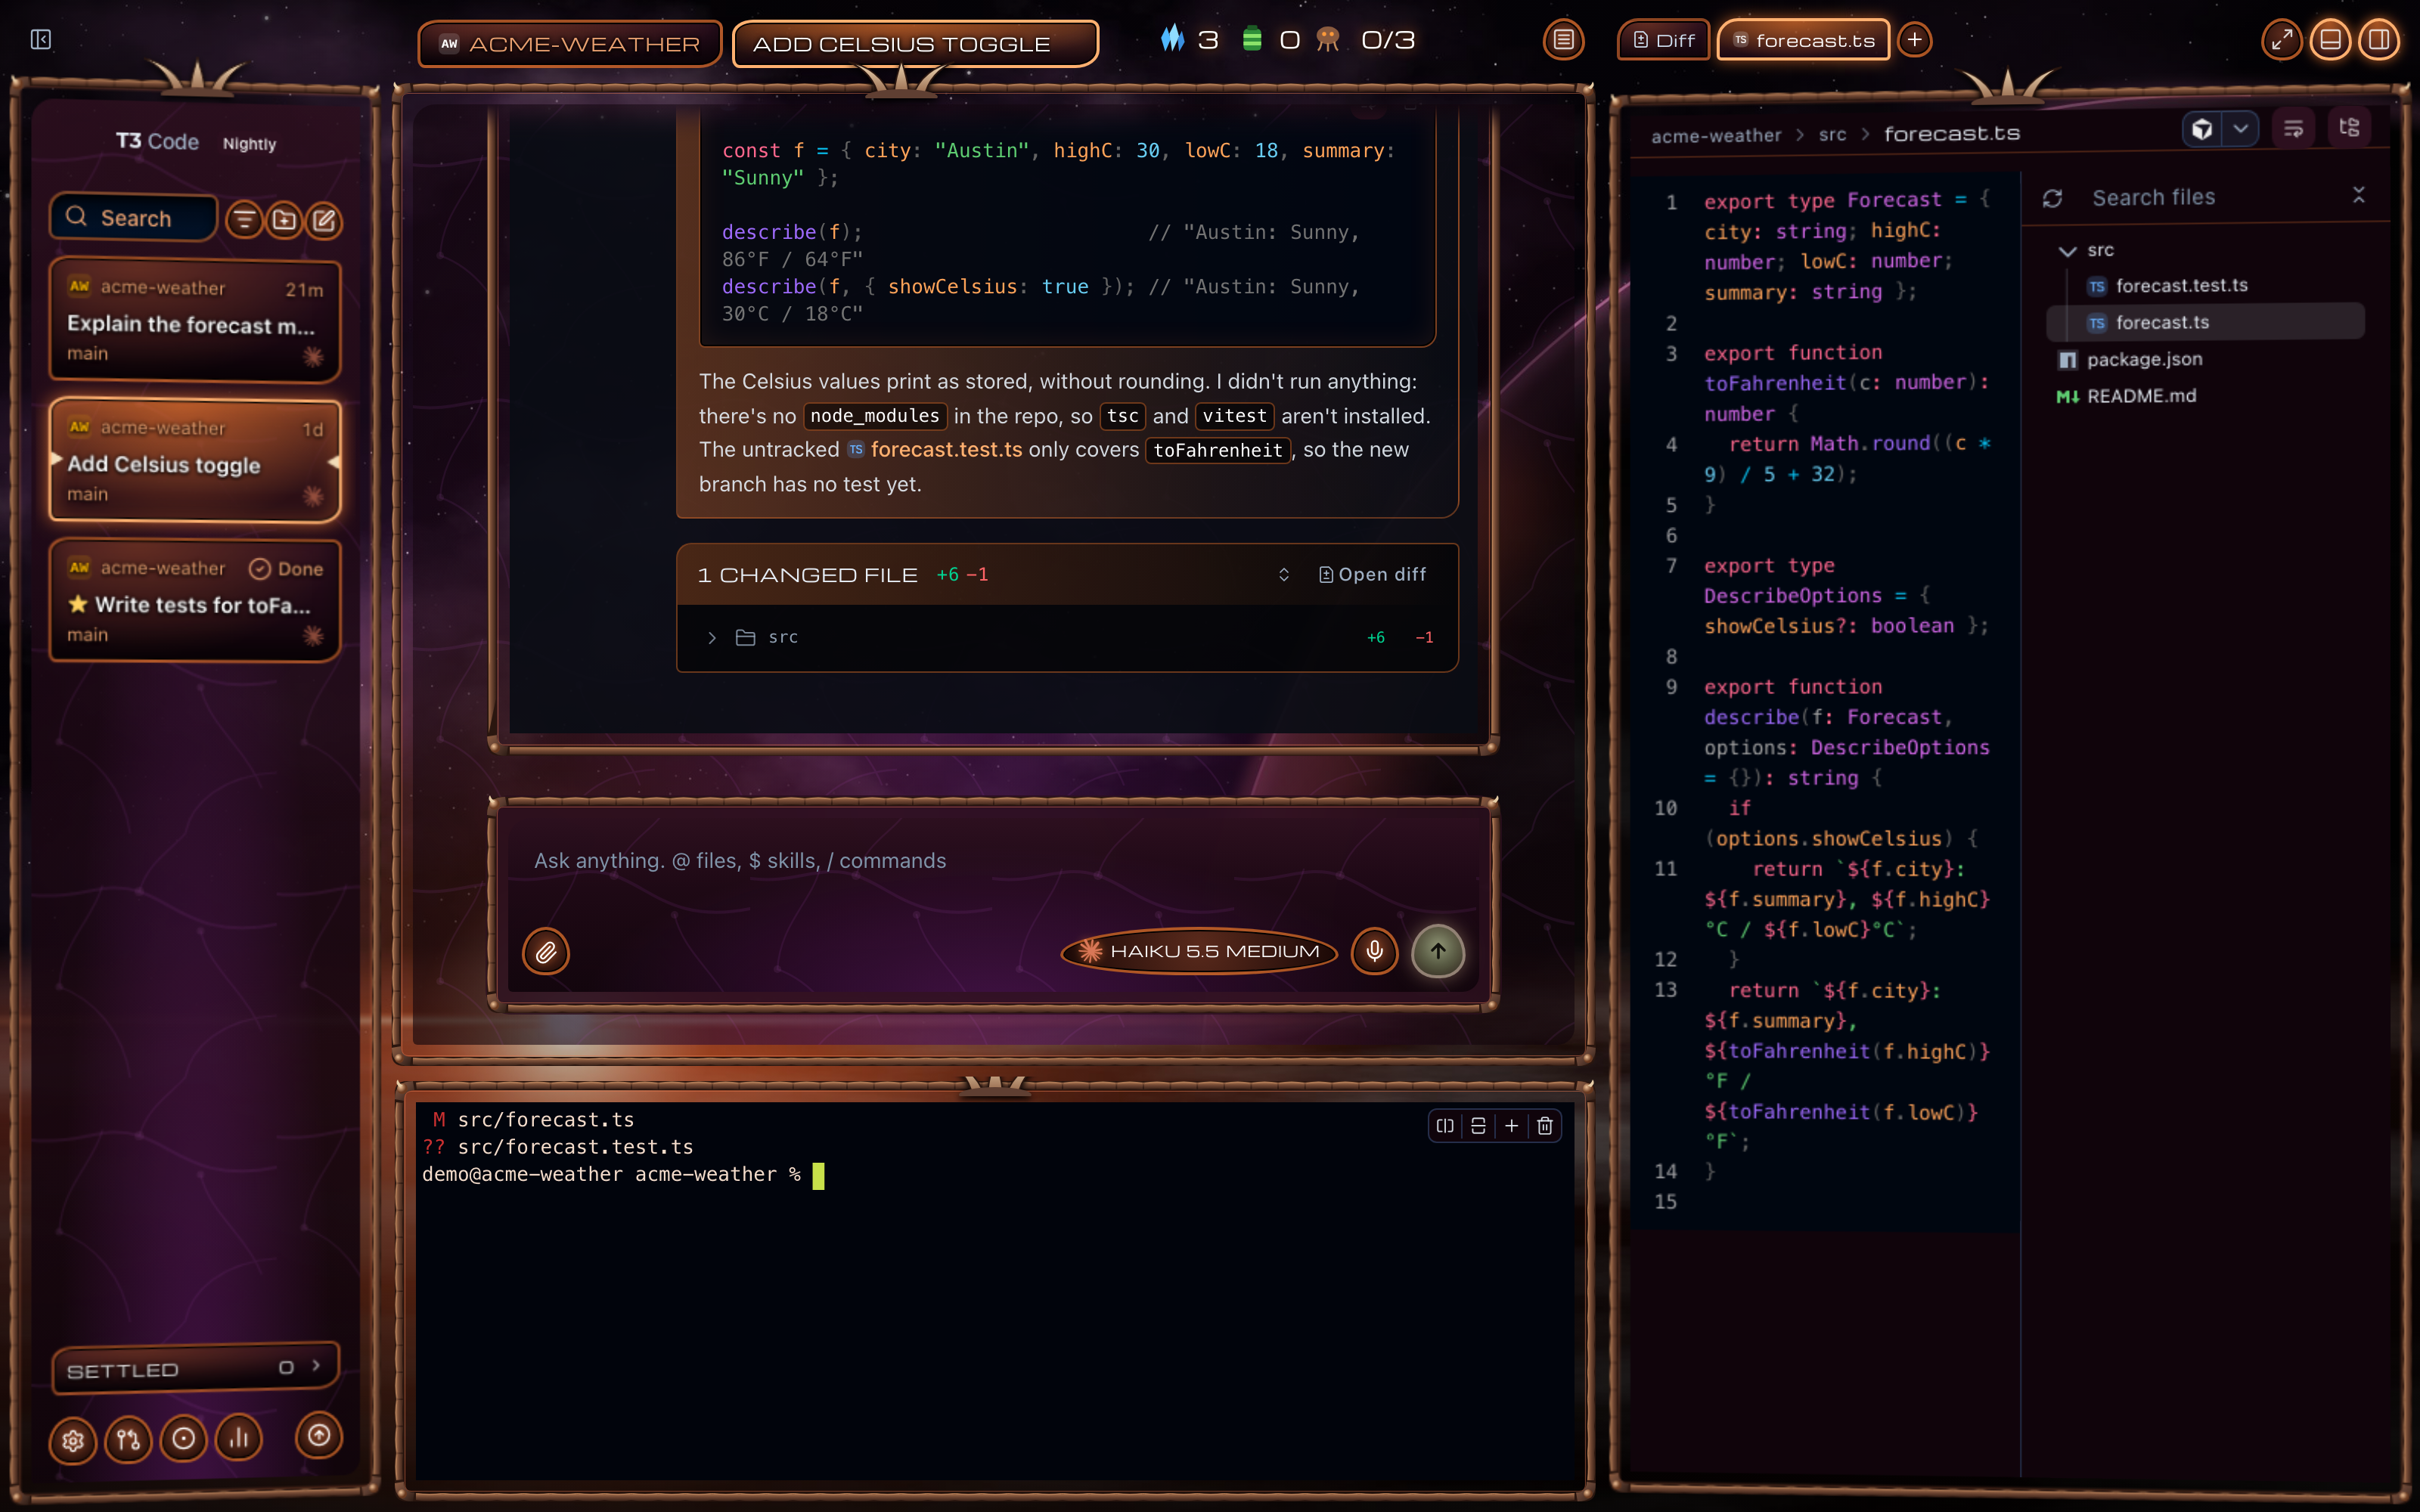 AW ACME-WEATHER
ADD CELSIUS TOGGLE
3 0 0/3
Diff
TS forecast.ts
T3 Code Nightly
Search
AW acme-weather 21m
Explain the forecast m...
main
AW acme-weather 1d
Add Celsius toggle
main
AW acme-weather Done
Write tests for toFa...
main
SETTLED 0
const f = { city: "Austin", highC: 30, lowC: 18, summary:
"Sunny" };
describe(f); // "Austin: Sunny,
86°F / 64°F"
describe(f, { showCelsius: true }); // "Austin: Sunny,
30°C / 18°C"
The Celsius values print as stored, without rounding. I didn't run anything:
there's no node_modules in the repo, so tsc and vitest aren't installed.
The untracked TS forecast.test.ts only covers toFahrenheit, so the new
branch has no test yet.
1 CHANGED FILE +6 −1 Open diff
src +6 −1
Ask anything. @ files, $ skills, / commands
HAIKU 5.5 MEDIUM
M src/forecast.ts
?? src/forecast.test.ts
demo@acme-weather acme-weather %
acme-weather > src > forecast.ts
1 export type Forecast = {
city: string; highC:
number; lowC: number;
summary: string };
2
3 export function
toFahrenheit(c: number):
number {
4 return Math.round((c *
9) / 5 + 32);
5 }
6
7 export type
DescribeOptions = {
showCelsius?: boolean };
8
9 export function
describe(f: Forecast,
options: DescribeOptions
= {}): string {
10 if
(options.showCelsius) {
11 return `${f.city}:
${f.summary}, ${f.highC}
°C / ${f.lowC}°C`;
12 }
13 return `${f.city}:
${f.summary},
${toFahrenheit(f.highC)}
°F /
${toFahrenheit(f.lowC)}
°F`;
14 }
15
Search files
src
TS forecast.test.ts
TS forecast.ts
package.json
M↓ README.md